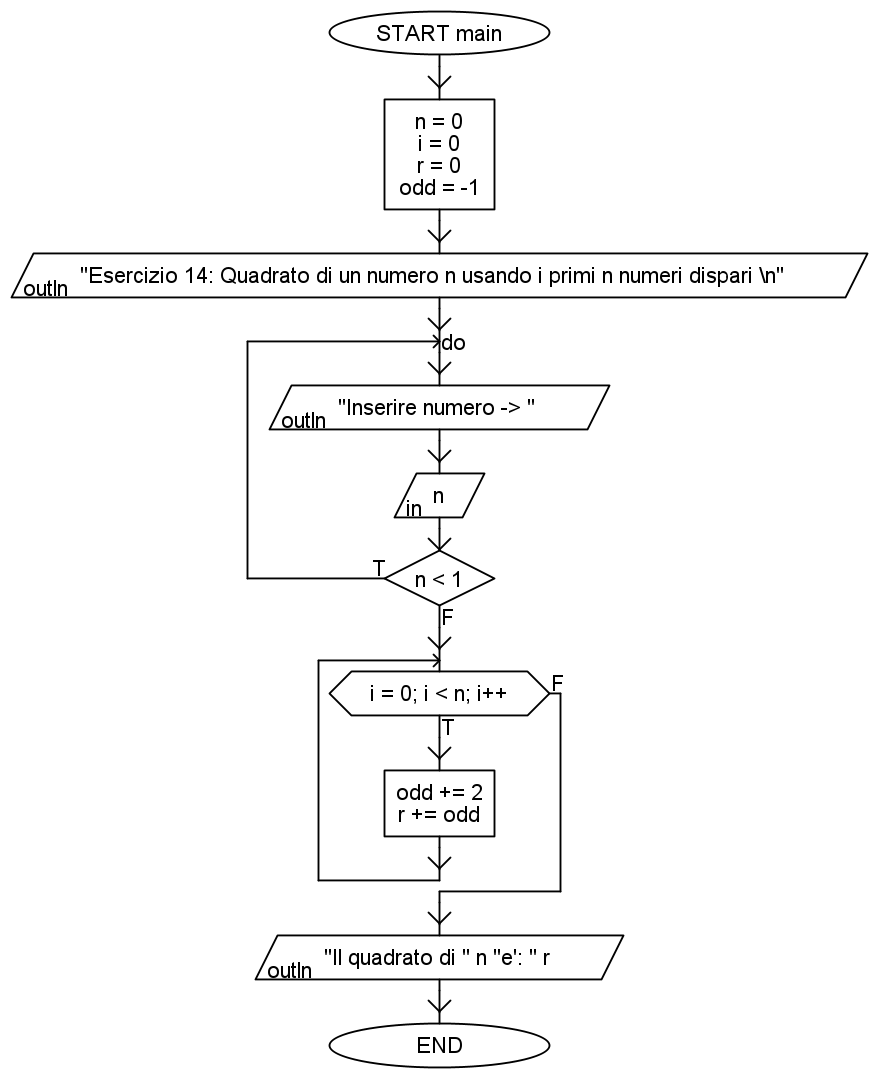 START main
n = 0
i = 0
r = 0
odd = -1
"Esercizio 14: Quadrato di un numero n usando i primi n numeri dispari \n"
outln
do
"Inserire numero -> "
outln
n
in
T
n < 1
F
i = 0; i < n; i++
F
T
odd += 2
r += odd
"Il quadrato di " n "e': " r
outln
END